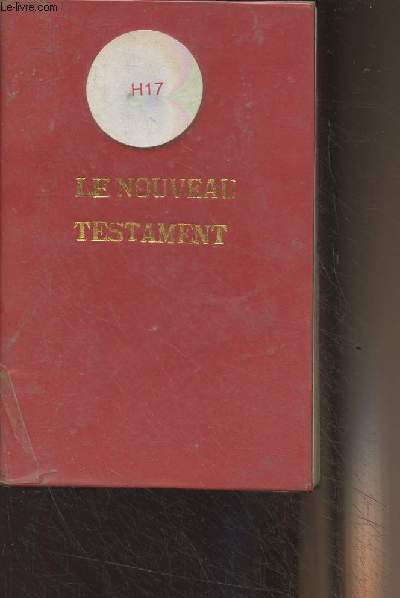 Le-livre.com
H17
LE NOUVEAU
TESTAMENT